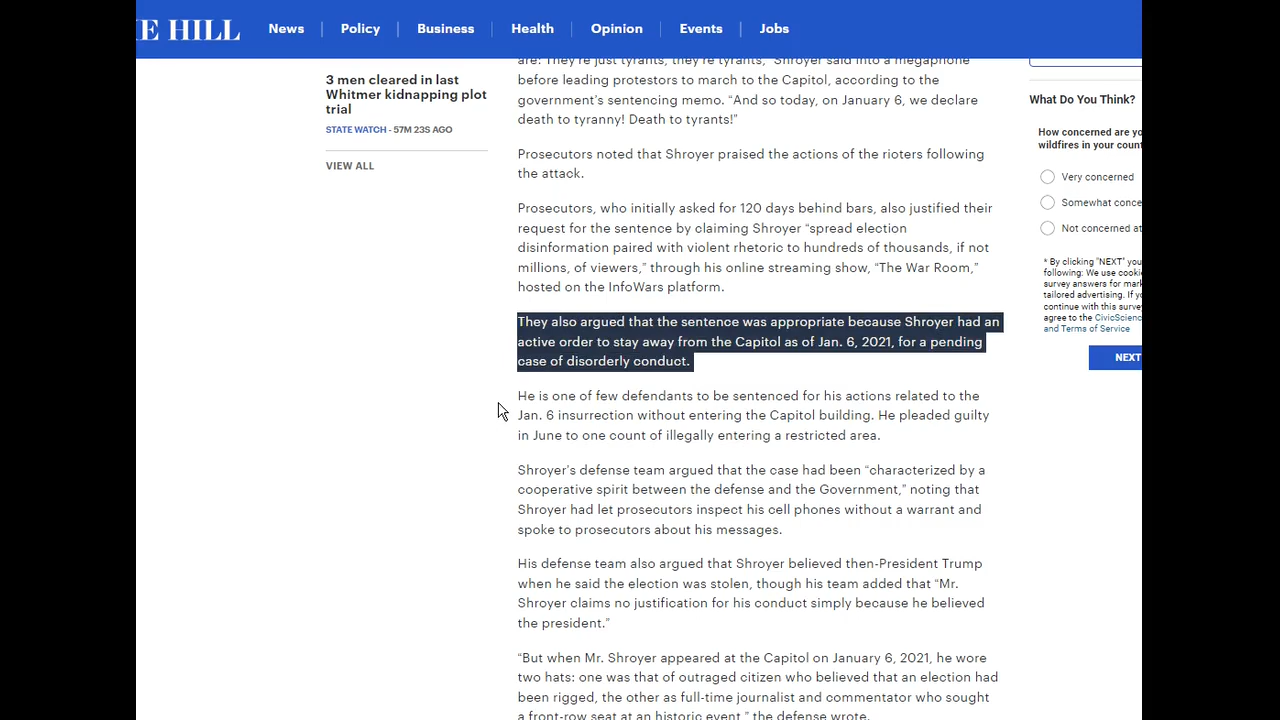 E HILL
News | Policy | Business | Health | Opinion | Events | Jobs
3 men cleared in last
Whitmer kidnapping plot
trial
STATE WATCH - 57M 23S AGO
VIEW ALL
are: They're just tyrants, they're tyrants," Shroyer said into a megaphone
before leading protestors to march to the Capitol, according to the
government's sentencing memo. “And so today, on January 6, we declare
death to tyranny! Death to tyrants!”
Prosecutors noted that Shroyer praised the actions of the rioters following
the attack.
Prosecutors, who initially asked for 120 days behind bars, also justified their
request for the sentence by claiming Shroyer “spread election
disinformation paired with violent rhetoric to hundreds of thousands, if not
millions, of viewers,” through his online streaming show, “The War Room,”
hosted on the InfoWars platform.
They also argued that the sentence was appropriate because Shroyer had an
active order to stay away from the Capitol as of Jan. 6, 2021, for a pending
case of disorderly conduct.
He is one of few defendants to be sentenced for his actions related to the
Jan. 6 insurrection without entering the Capitol building. He pleaded guilty
in June to one count of illegally entering a restricted area.
Shroyer's defense team argued that the case had been “characterized by a
cooperative spirit between the defense and the Government,” noting that
Shroyer had let prosecutors inspect his cell phones without a warrant and
spoke to prosecutors about his messages.
His defense team also argued that Shroyer believed then-President Trump
when he said the election was stolen, though his team added that “Mr.
Shroyer claims no justification for his conduct simply because he believed
the president.”
“But when Mr. Shroyer appeared at the Capitol on January 6, 2021, he wore
two hats: one was that of outraged citizen who believed that an election had
been rigged, the other as full-time journalist and commentator who sought
a front-row seat at an historic event,” the defense wrote.
What Do You Think?
How concerned are yo
wildfires in your coun
Very concerned
Somewhat conce
Not concerned at
* By clicking "NEXT" you
following: We use cooki
survey answers for mark
tailored advertising. If yo
continue with this surve
agree to the CivicScienc
and Terms of Service
NEXT